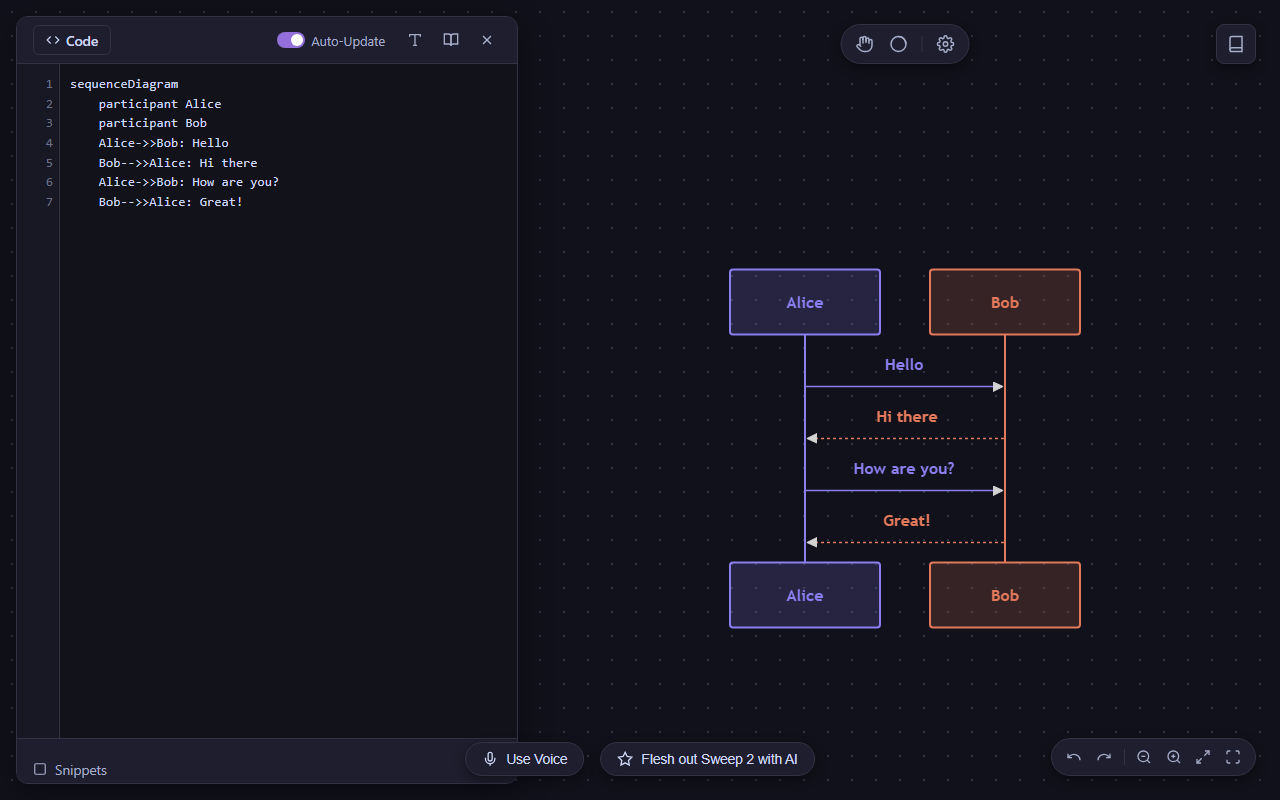 Code
Auto-Update
1 sequenceDiagram
2 participant Alice
3 participant Bob
4 Alice->>Bob: Hello
5 Bob-->>Alice: Hi there
6 Alice->>Bob: How are you?
7 Bob-->>Alice: Great!
Alice Bob
Hello
Hi there
How are you?
Great!
Alice Bob
Snippets
Use Voice
Flesh out Sweep 2 with AI